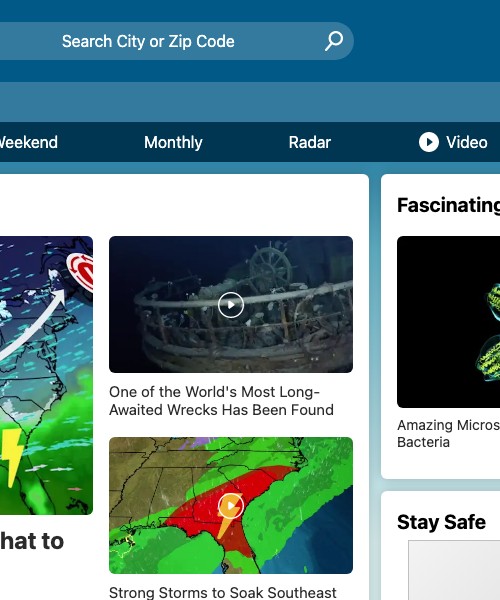 Search City or Zip Code
Weekend
Monthly
Radar
Video
Fascinating
One of the World's Most Long-
Awaited Wrecks Has Been Found
Amazing Micros
Bacteria
hat to
Stay Safe
Strong Storms to Soak Southeast